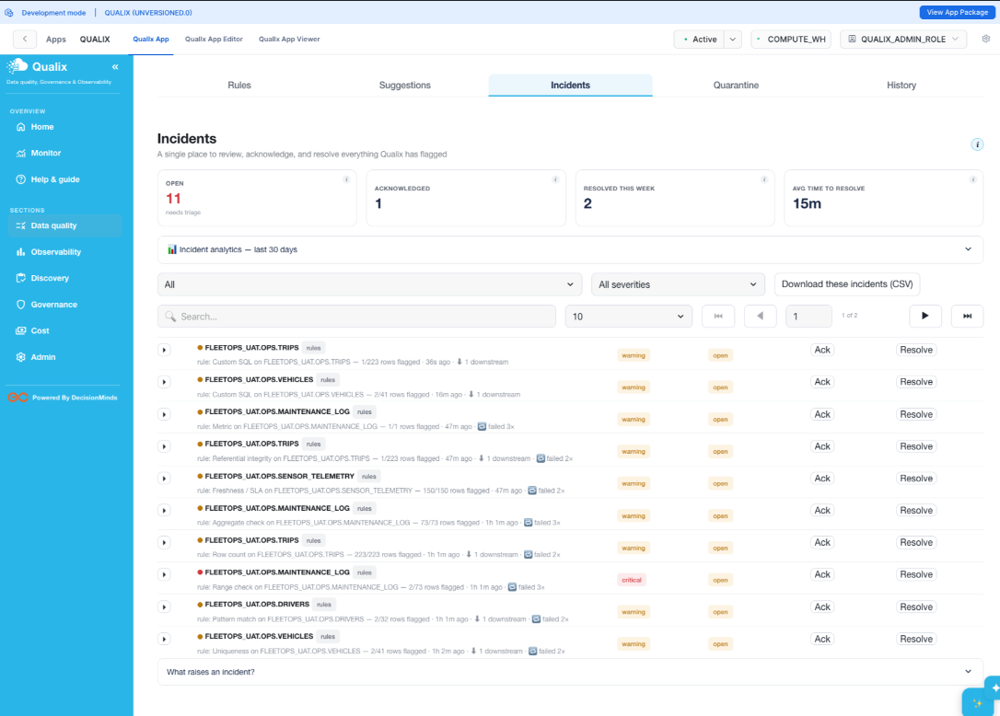 Development mode | QUALIX (UNVERSIONED.0)
View App Package
Apps QUALIX Qualix App Qualix App Editor Qualix App Viewer
Active COMPUTE_WH QUALIX_ADMIN_ROLE
Qualix «
Data quality, Governance & Observability
OVERVIEW
Home
Monitor
Help & guide
SECTIONS
Data quality
Observability
Discovery
Governance
Cost
Admin
Powered By DecisionMinds
Rules Suggestions Incidents Quarantine History
Incidents
A single place to review, acknowledge, and resolve everything Qualix has flagged
i
OPEN i
11
needs triage
ACKNOWLEDGED i
1
RESOLVED THIS WEEK i
2
AVG TIME TO RESOLVE i
15m
Incident analytics — last 30 days
All All severities Download these incidents (CSV)
Search... 10 1 1 of 2
FLEETOPS_UAT.OPS.TRIPS rules
rule: Custom SQL on FLEETOPS_UAT.OPS.TRIPS — 1/223 rows flagged · 36s ago · ⬇ 1 downstream
warning open Ack Resolve
FLEETOPS_UAT.OPS.VEHICLES rules
rule: Custom SQL on FLEETOPS_UAT.OPS.VEHICLES — 2/41 rows flagged · 16m ago · ⬇ 1 downstream
warning open Ack Resolve
FLEETOPS_UAT.OPS.MAINTENANCE_LOG rules
rule: Metric on FLEETOPS_UAT.OPS.MAINTENANCE_LOG — 1/1 rows flagged · 47m ago · 🔁 failed 3×
warning open Ack Resolve
FLEETOPS_UAT.OPS.TRIPS rules
rule: Referential integrity on FLEETOPS_UAT.OPS.TRIPS — 1/223 rows flagged · 47m ago · ⬇ 1 downstream · 🔁 failed 2×
warning open Ack Resolve
FLEETOPS_UAT.OPS.SENSOR_TELEMETRY rules
rule: Freshness / SLA on FLEETOPS_UAT.OPS.SENSOR_TELEMETRY — 150/150 rows flagged · 47m ago · 🔁 failed 2×
warning open Ack Resolve
FLEETOPS_UAT.OPS.MAINTENANCE_LOG rules
rule: Aggregate check on FLEETOPS_UAT.OPS.MAINTENANCE_LOG — 73/73 rows flagged · 1h 1m ago · 🔁 failed 3×
warning open Ack Resolve
FLEETOPS_UAT.OPS.TRIPS rules
rule: Row count on FLEETOPS_UAT.OPS.TRIPS — 223/223 rows flagged · 1h 1m ago · ⬇ 1 downstream · 🔁 failed 2×
warning open Ack Resolve
FLEETOPS_UAT.OPS.MAINTENANCE_LOG rules
rule: Range check on FLEETOPS_UAT.OPS.MAINTENANCE_LOG — 2/73 rows flagged · 1h 1m ago · 🔁 failed 3×
critical open Ack Resolve
FLEETOPS_UAT.OPS.DRIVERS rules
rule: Pattern match on FLEETOPS_UAT.OPS.DRIVERS — 2/32 rows flagged · 1h 1m ago · ⬇ 1 downstream · 🔁 failed 2×
warning open Ack Resolve
FLEETOPS_UAT.OPS.VEHICLES rules
rule: Uniqueness on FLEETOPS_UAT.OPS.VEHICLES — 2/41 rows flagged · 1h 2m ago · ⬇ 1 downstream · 🔁 failed 2×
warning open Ack Resolve
What raises an incident?